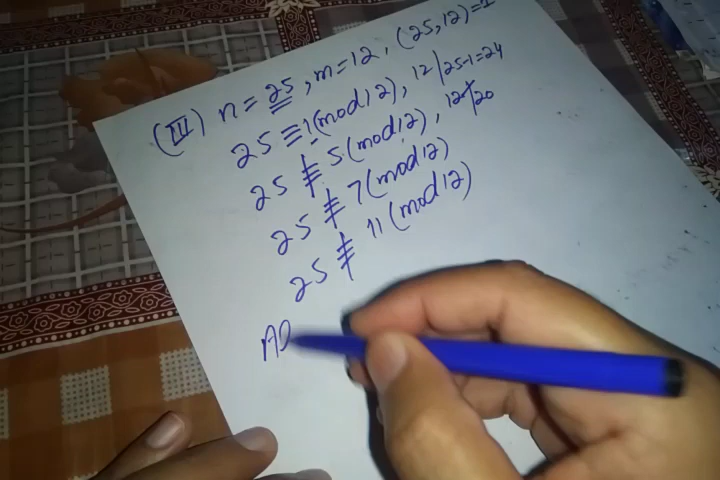 (III) n = 25, m = 12, (25, 12) = 1
25 ≡ 1 (mod 12), 12 | 25-1 = 24
25 ≢ 5 (mod 12), 12 ∤ 20
25 ≢ 7 (mod 12)
25 ≢ 11 (mod 12)